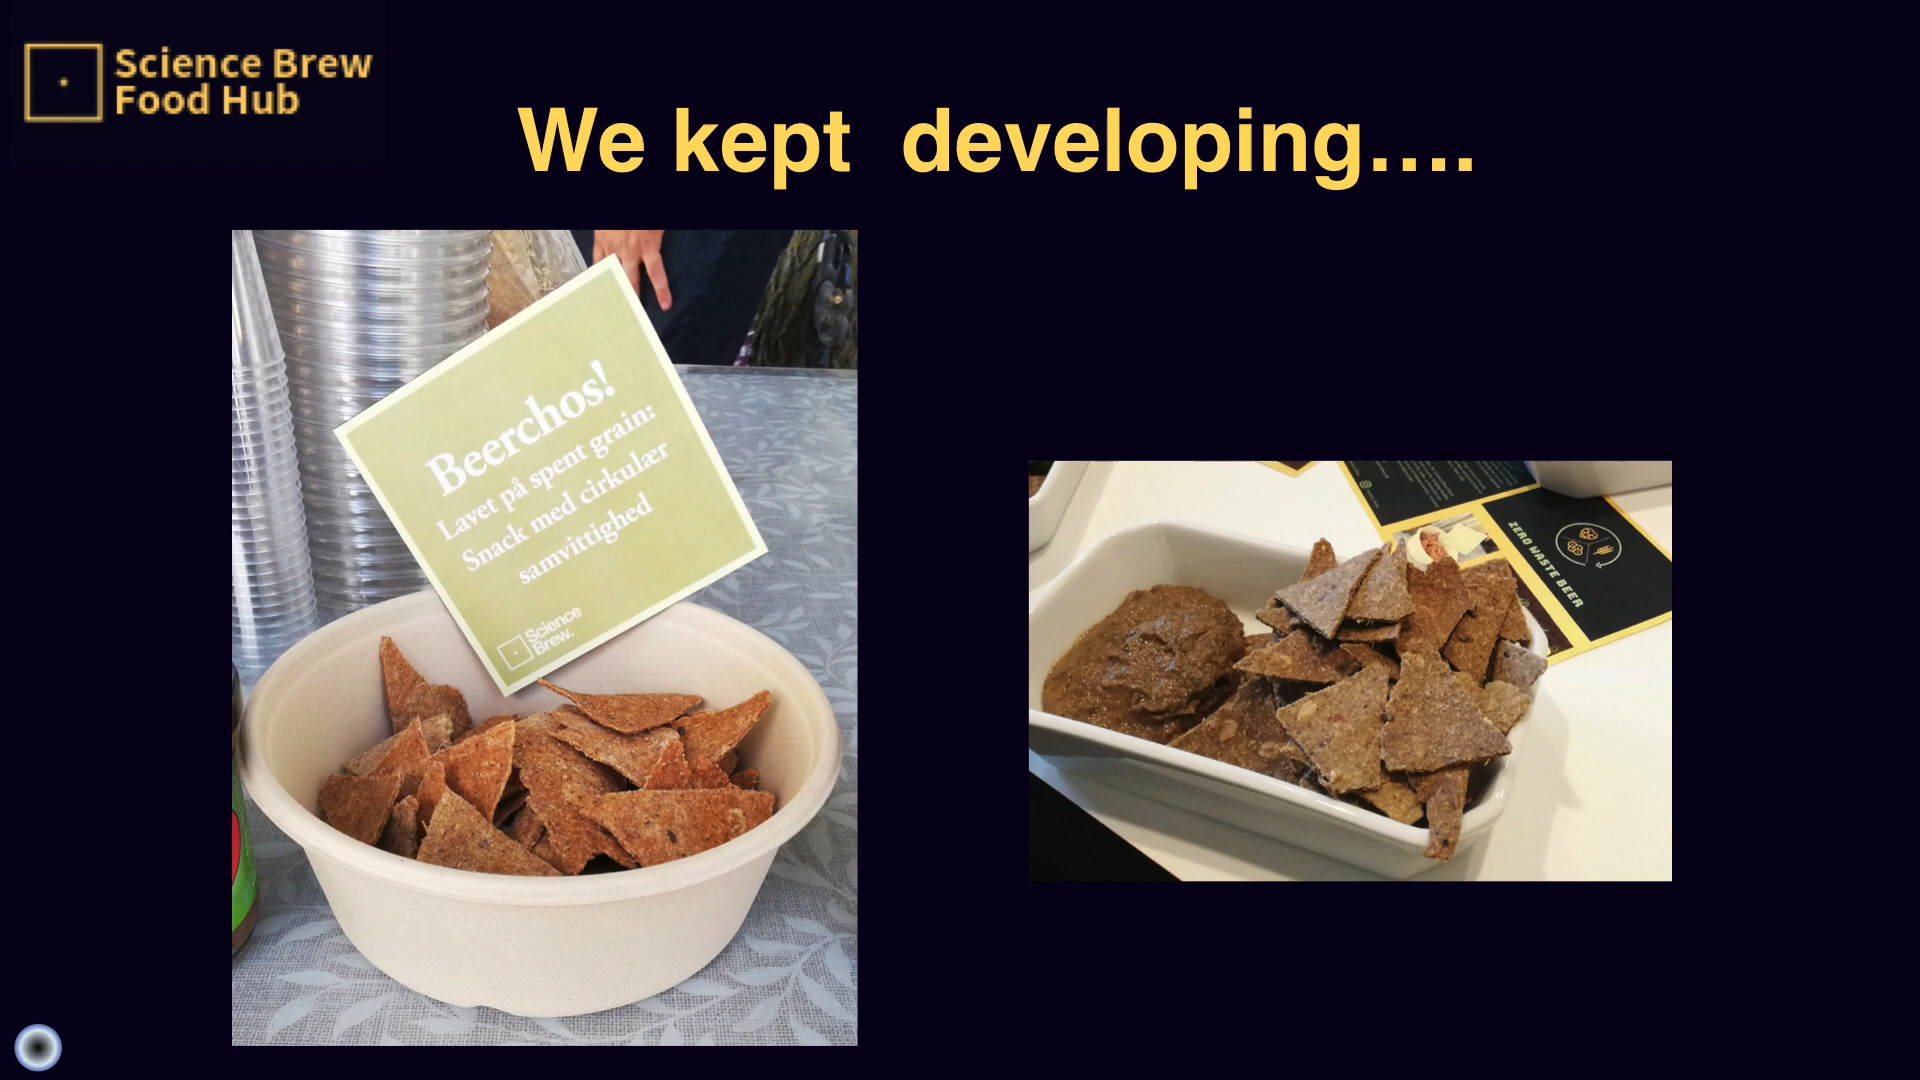 Science Brew
Food Hub
We kept  developing….
Beerchos!
Lavet på spent grain:
Snack med cirkulær
samvittighed
Science
Brew.
ZERO WASTE BEER